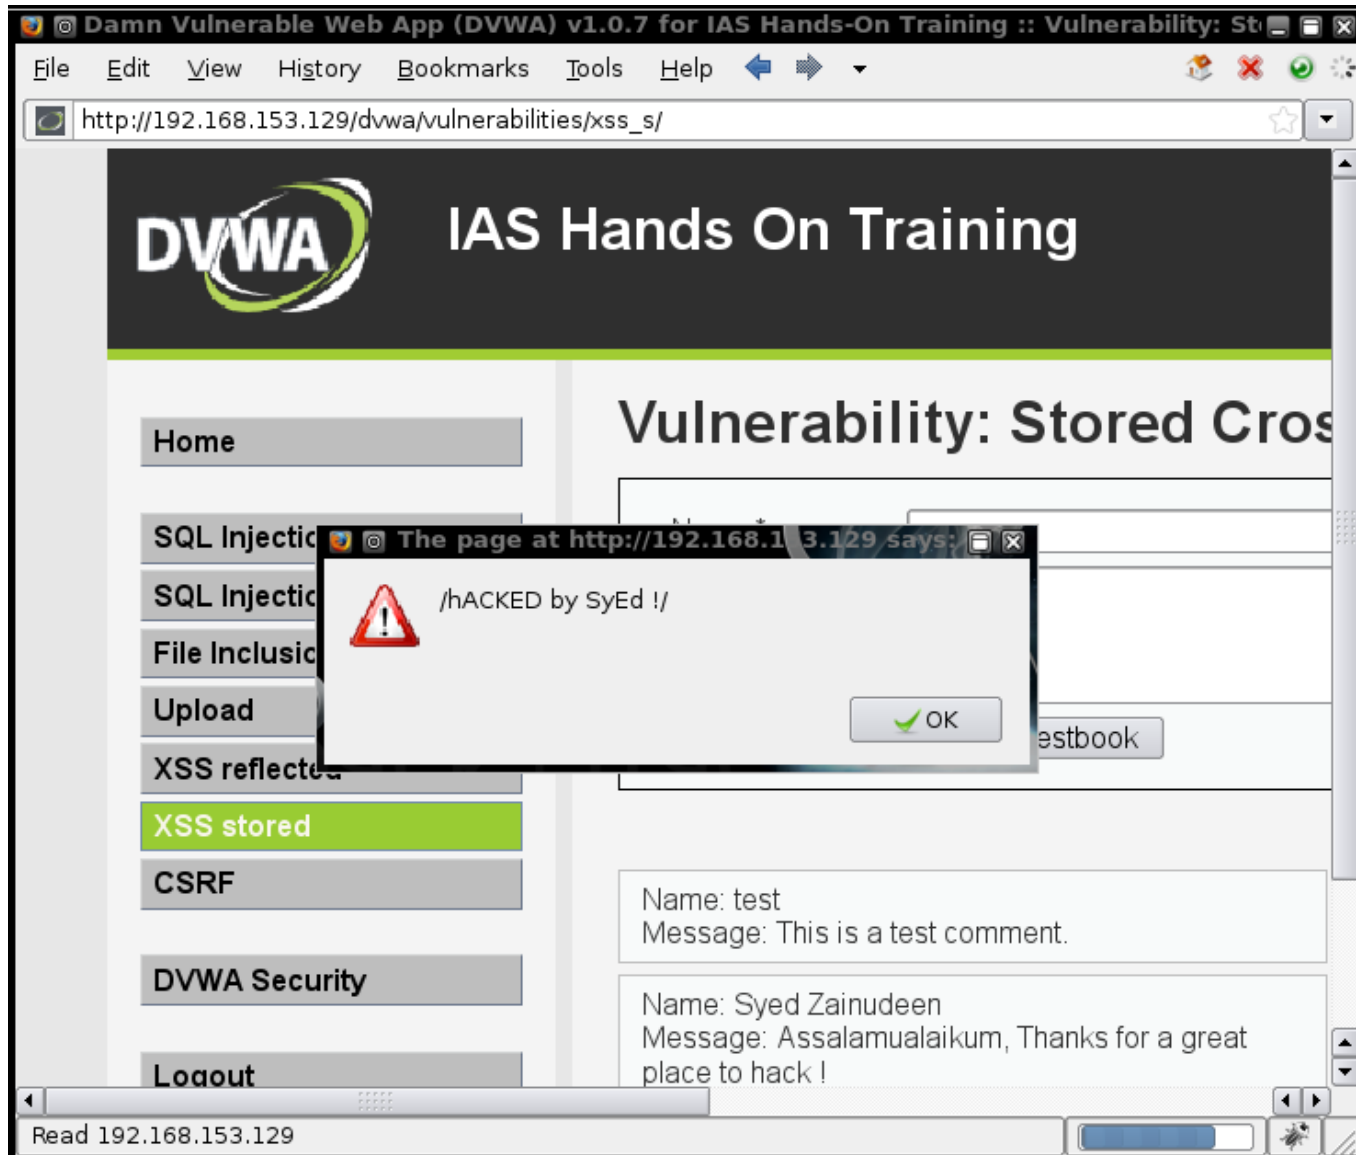 Damn Vulnerable Web App (DVWA) v1.0.7 for IAS Hands-On Training :: Vulnerability: St
File Edit View History Bookmarks Tools Help
http://192.168.153.129/dvwa/vulnerabilities/xss_s/
DVWA
IAS Hands On Training
Home
SQL Injectio
SQL Injectio
File Inclusio
Upload
XSS reflected
XSS stored
CSRF
DVWA Security
Logout
Vulnerability: Stored Cros
The page at http://192.168.1 3.129 says:
/hACKED by SyEd !/
OK
estbook
Name: test
Message: This is a test comment.
Name: Syed Zainudeen
Message: Assalamualaikum, Thanks for a great
place to hack !
Read 192.168.153.129